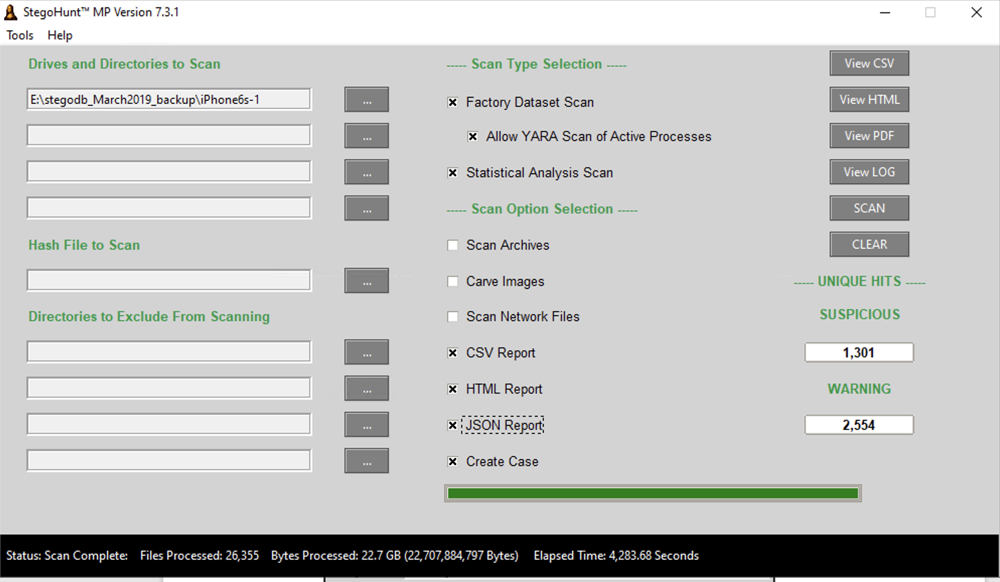 StegoHunt™ MP Version 7.3.1
Tools Help
Drives and Directories to Scan
E:\stegodb_March2019_backup\iPhone6s-1
...
...
...
...
Hash File to Scan
...
Directories to Exclude From Scanning
...
...
...
...
----- Scan Type Selection -----
Factory Dataset Scan
Allow YARA Scan of Active Processes
Statistical Analysis Scan
----- Scan Option Selection -----
Scan Archives
Carve Images
Scan Network Files
CSV Report
HTML Report
JSON Report
Create Case
View CSV
View HTML
View PDF
View LOG
SCAN
CLEAR
----- UNIQUE HITS -----
SUSPICIOUS
1,301
WARNING
2,554
Status: Scan Complete: Files Processed: 26,355 Bytes Processed: 22.7 GB (22,707,884,797 Bytes) Elapsed Time: 4,283.68 Seconds